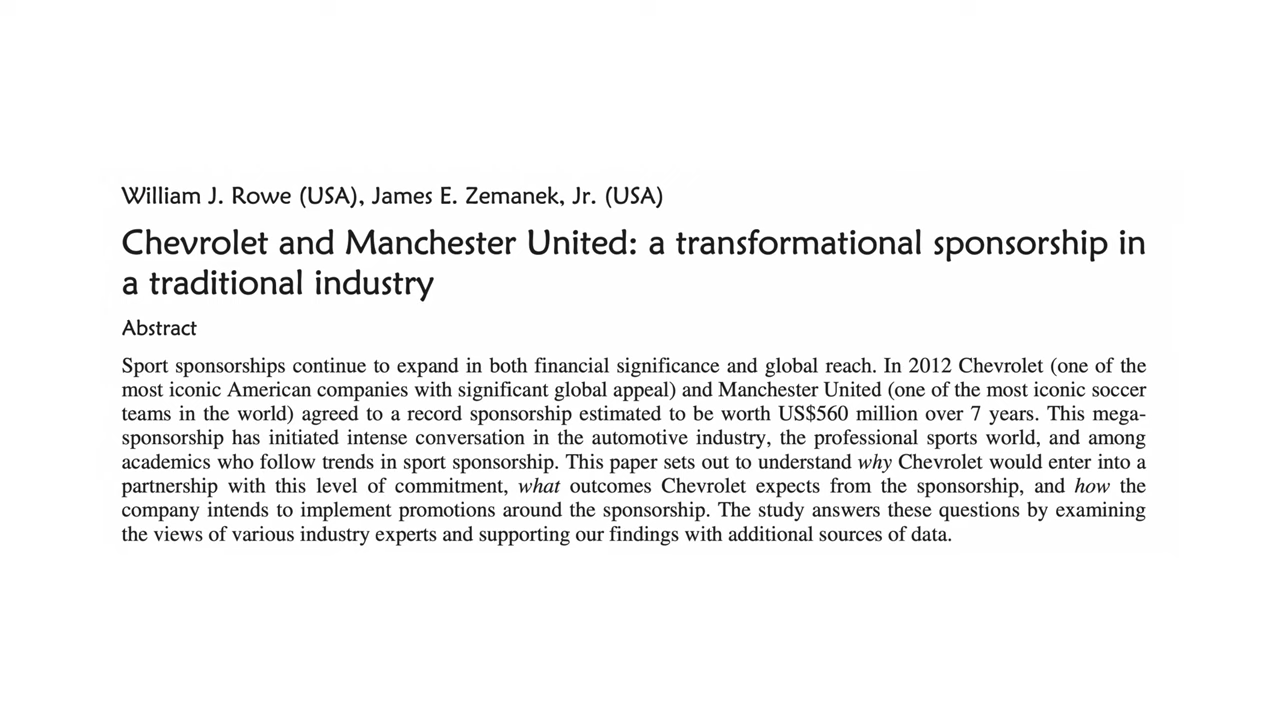 William J. Rowe (USA), James E. Zemanek, Jr. (USA)
Chevrolet and Manchester United: a transformational sponsorship in
a traditional industry
Abstract
Sport sponsorships continue to expand in both financial significance and global reach. In 2012 Chevrolet (one of the
most iconic American companies with significant global appeal) and Manchester United (one of the most iconic soccer
teams in the world) agreed to a record sponsorship estimated to be worth US$560 million over 7 years. This mega-
sponsorship has initiated intense conversation in the automotive industry, the professional sports world, and among
academics who follow trends in sport sponsorship. This paper sets out to understand why Chevrolet would enter into a
partnership with this level of commitment, what outcomes Chevrolet expects from the sponsorship, and how the
company intends to implement promotions around the sponsorship. The study answers these questions by examining
the views of various industry experts and supporting our findings with additional sources of data.